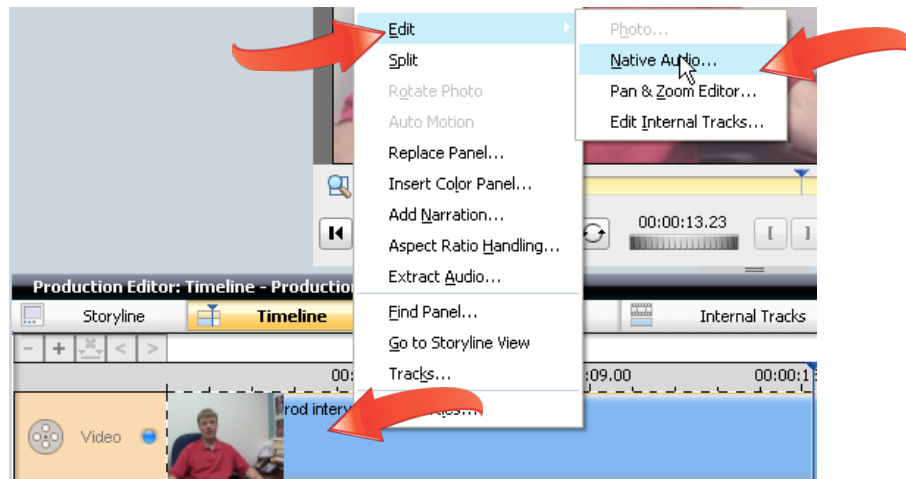 Edit
Photo...
Split
Native Audio...
Rotate Photo
Pan & Zoom Editor...
Auto Motion
Edit Internal Tracks...
Replace Panel...
Insert Color Panel...
Add Narration...
00:00:13.23
Aspect Ratio Handling...
Extract Audio...
Production Editor: Timeline - Production
Find Panel...
Storyline
Timeline
Internal Tracks
Go to Storyline View
Tracks...
:09.00
00:00:1
rod interv
Video